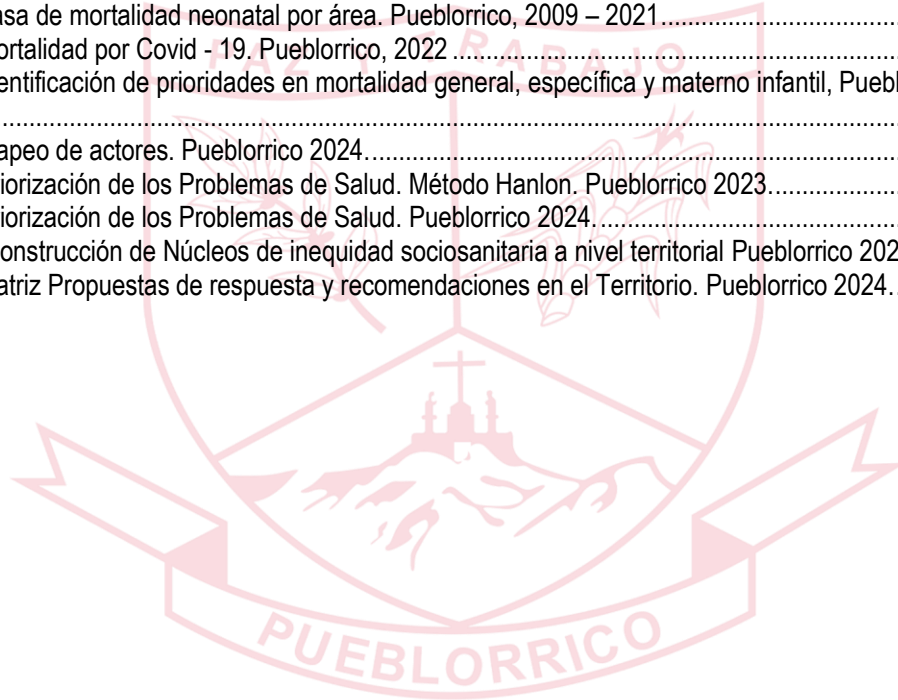 asa de mortalidad neonatal por área. Pueblorrico, 2009 – 2021..........................................
ortalidad por Covid - 19. Pueblorrico, 2022 ..........................................................................
entificación de prioridades en mortalidad general, específica y materno infantil, Puebl
..........................................................................................................................................
apeo de actores. Pueblorrico 2024..........................................................................................
iorización de los Problemas de Salud. Método Hanlon. Pueblorrico 2023......................
iorización de los Problemas de Salud. Pueblorrico 2024....................................................
onstrucción de Núcleos de inequidad sociosanitaria a nivel territorial Pueblorrico 202
atriz Propuestas de respuesta y recomendaciones en el Territorio. Pueblorrico 2024..
PAZ Y TRABAJO
PUEBLORRICO